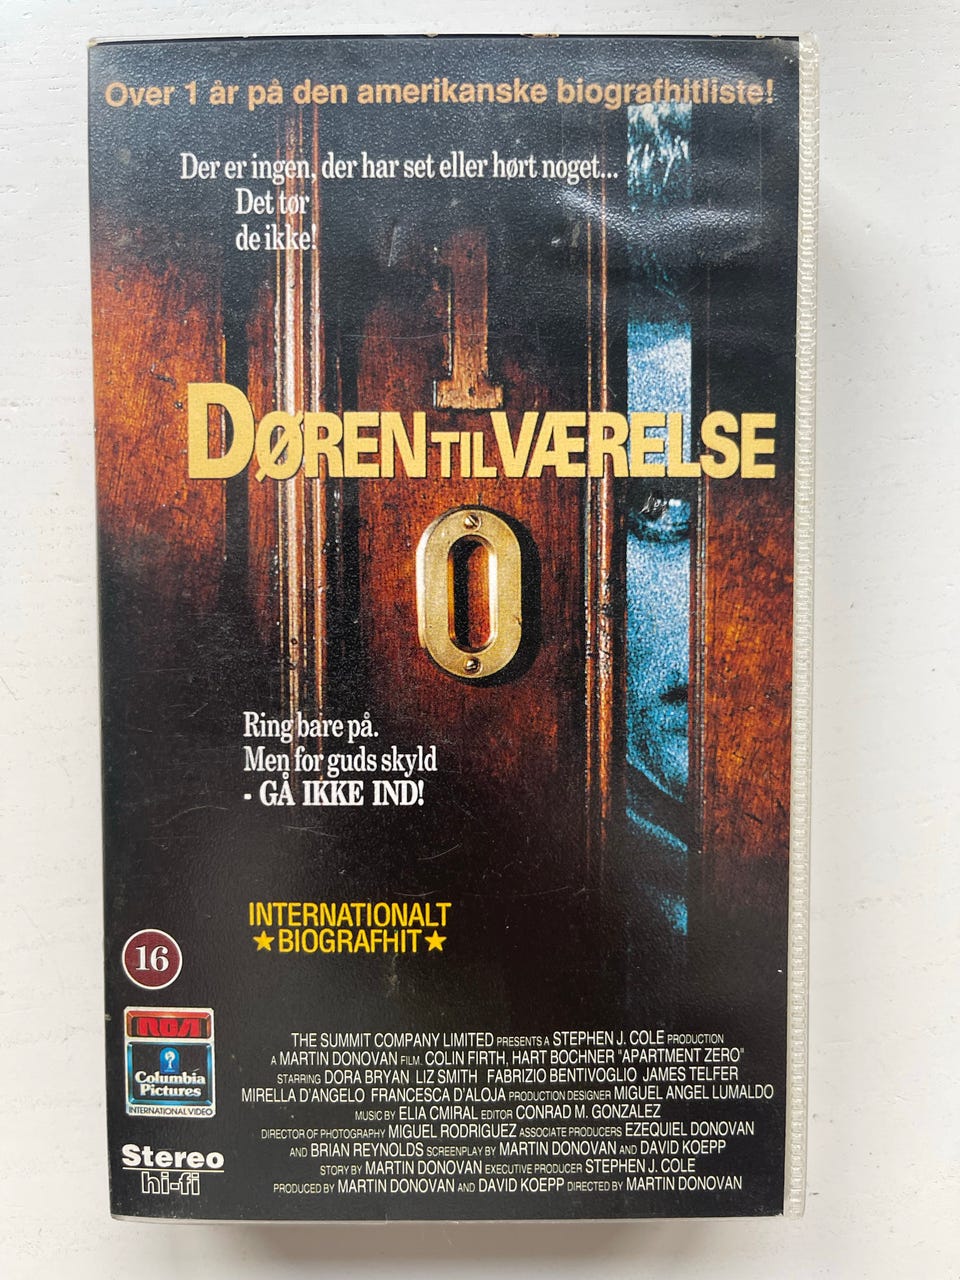 Over 1 år på den amerikanske biografhitliste!
Der er ingen, der har set eller hørt noget...
Det tør
de ikke!
DØREN TIL VÆRELSE
0
Ring bare på.
Men for guds skyld
- GÅ IKKE IND!
INTERNATIONALT
★BIOGRAFHIT★
16
RCA
Columbia
Pictures
INTERNATIONAL VIDEO
Stereo
hi-fi
THE SUMMIT COMPANY LIMITED PRESENTS A STEPHEN J. COLE PRODUCTION
A MARTIN DONOVAN FILM. COLIN FIRTH, HART BOCHNER "APARTMENT ZERO"
STARRING DORA BRYAN LIZ SMITH FABRIZIO BENTIVOGLIO JAMES TELFER
MIRELLA D'ANGELO FRANCESCA D'ALOJA PRODUCTION DESIGNER MIGUEL ANGEL LUMALDO
MUSIC BY ELIA CMIRAL EDITOR CONRAD M. GONZALEZ
DIRECTOR OF PHOTOGRAPHY MIGUEL RODRIGUEZ ASSOCIATE PRODUCERS EZEQUIEL DONOVAN
AND BRIAN REYNOLDS SCREENPLAY BY MARTIN DONOVAN AND DAVID KOEPP
STORY BY MARTIN DONOVAN EXECUTIVE PRODUCER STEPHEN J. COLE
PRODUCED BY MARTIN DONOVAN AND DAVID KOEPP DIRECTED BY MARTIN DONOVAN